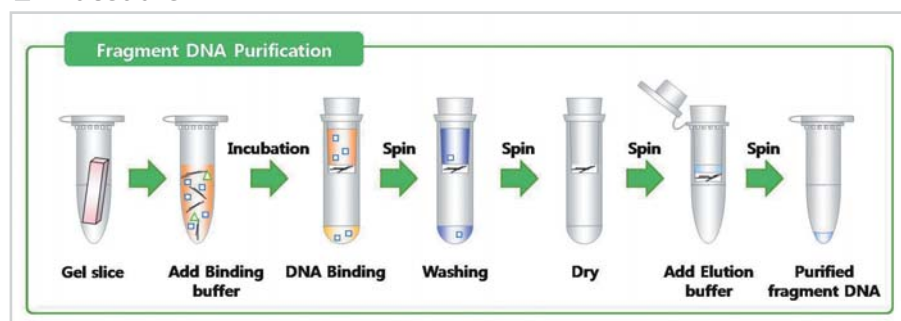 Fragment DNA Purification
Incubation
Spin
Spin
Spin
Spin
Gel slice
Add Binding
buffer
DNA Binding
Washing
Dry
Add Elution
buffer
Purified
fragment DNA